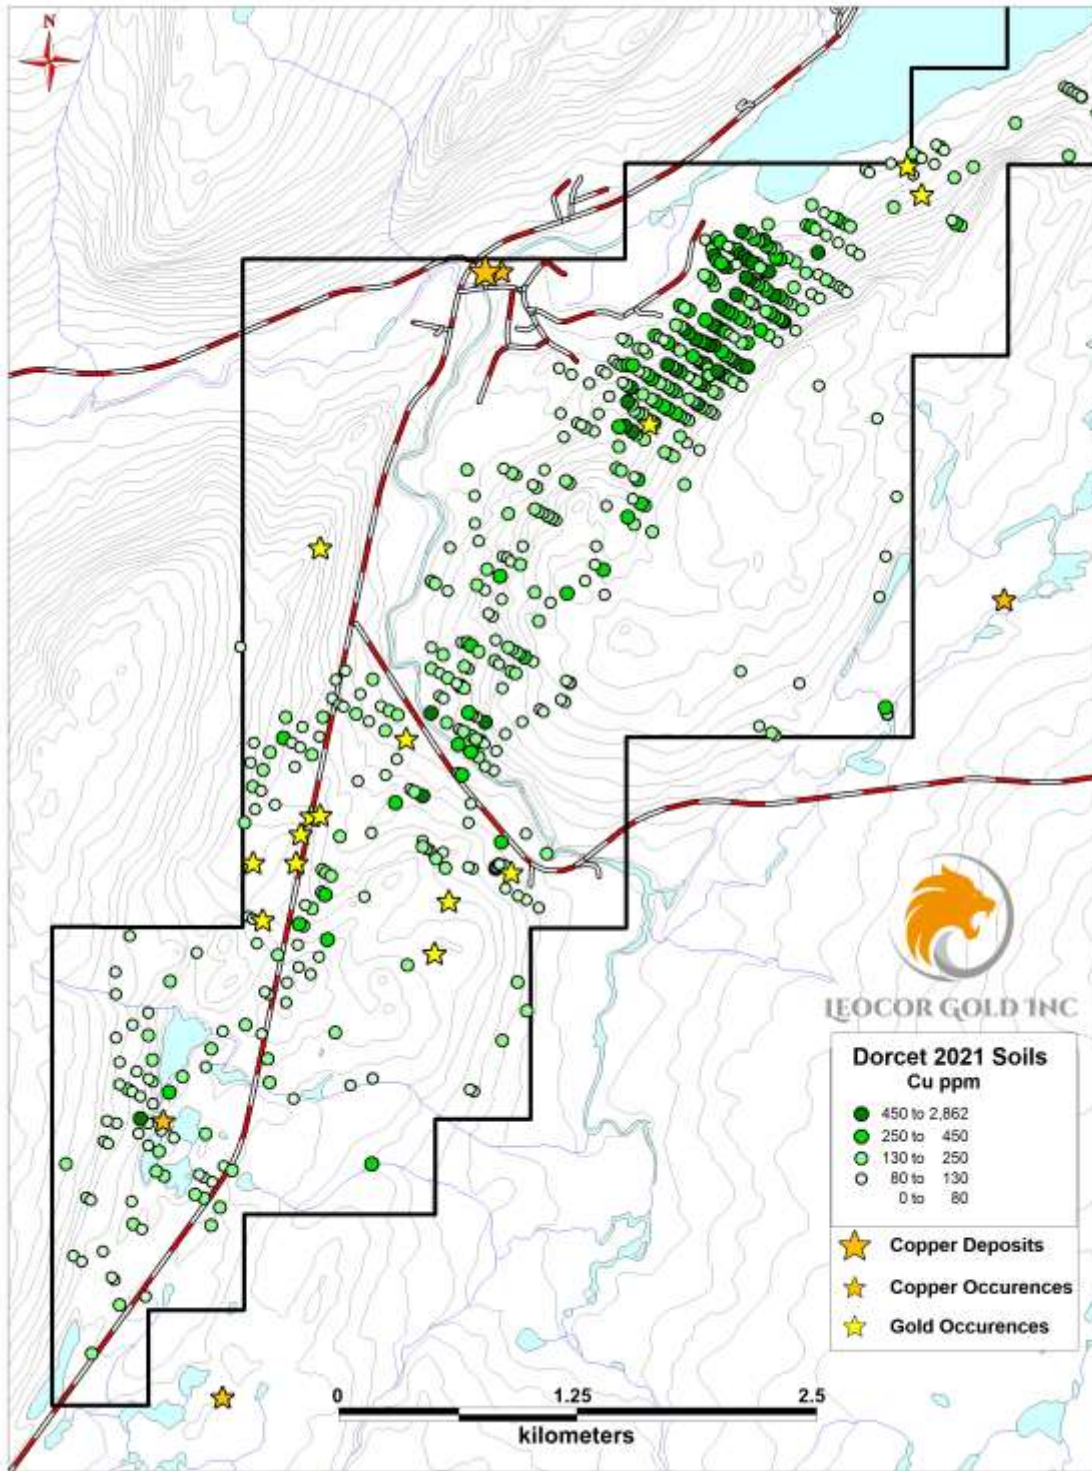 N
LEOCOR GOLD INC
Dorcet 2021 Soils
Cu ppm
450 to 2,862
250 to 450
130 to 250
80 to 130
0 to 80
Copper Deposits
Copper Occurences
Gold Occurences
0 1.25 2.5
kilometers